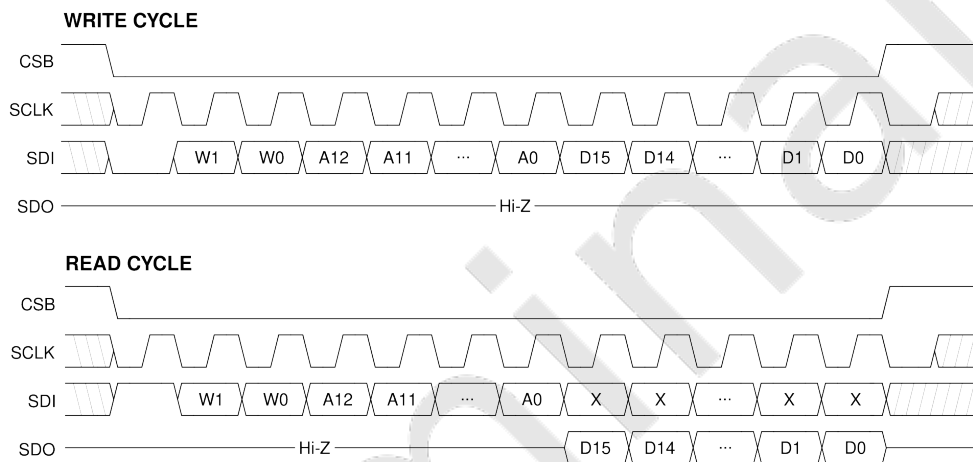 WRITE CYCLE
CSB
SCLK
SDI W1 W0 A12 A11 ... A0 D15 D14 ... D1 D0
SDO Hi-Z
READ CYCLE
CSB
SCLK
SDI W1 W0 A12 A11 ... A0 X X ... X X
SDO Hi-Z D15 D14 ... D1 D0